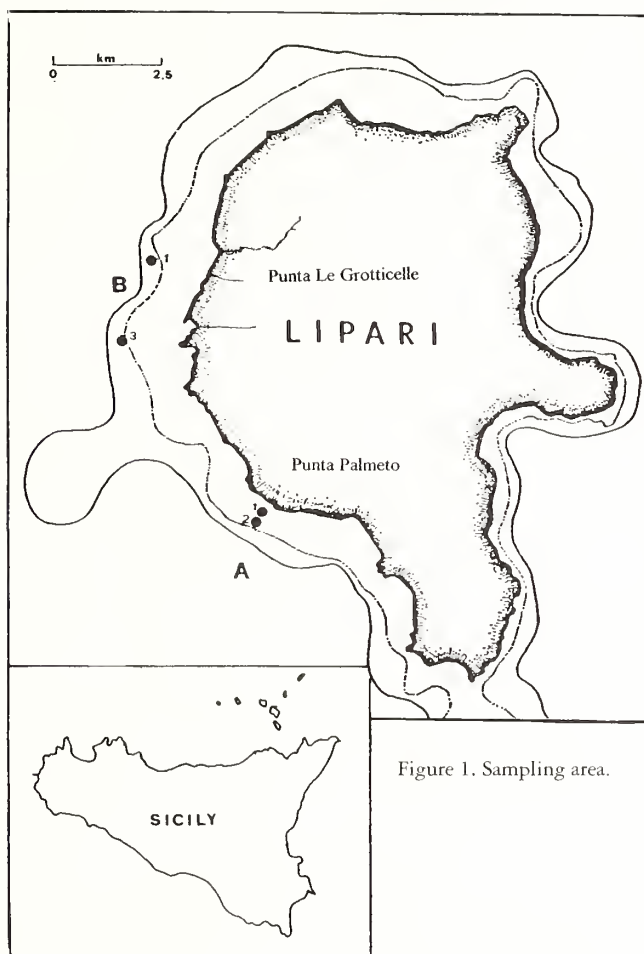 km
0 2.5
1
B
Punta Le Grotticelle
LIPARI
3
Punta Palmeto
1
2
A
SICILY
Figure 1. Sampling area.